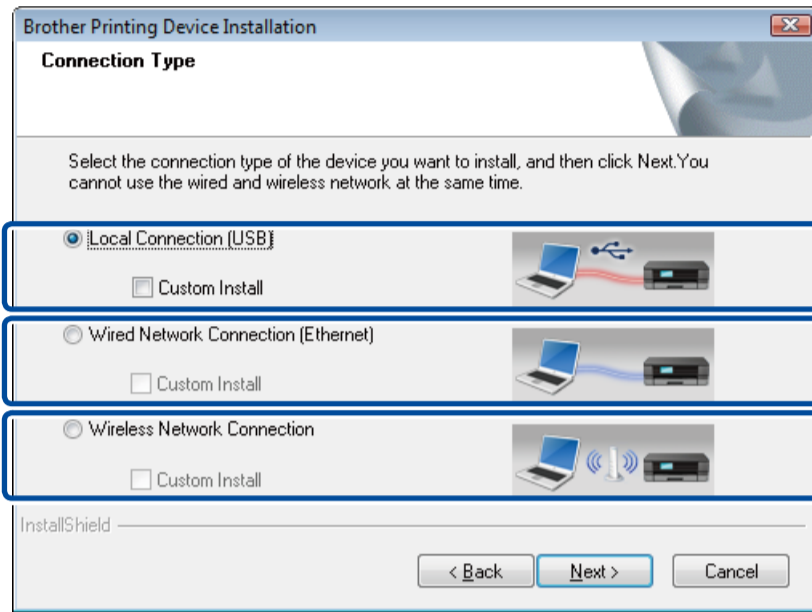 Brother Printing Device Installation
Connection Type
Select the connection type of the device you want to install, and then click Next.You
cannot use the wired and wireless network at the same time.
Local Connection (USB)
Custom Install
Wired Network Connection (Ethernet)
Custom Install
Wireless Network Connection
Custom Install
InstallShield
< Back
Next >
Cancel